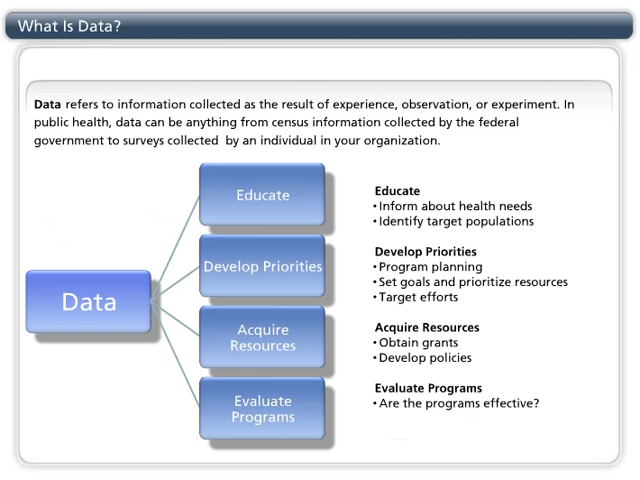 What Is Data?
Data refers to information collected as the result of experience, observation, or experiment. In
public health, data can be anything from census information collected by the federal
government to surveys collected by an individual in your organization.
Data
Educate
Develop Priorities
Acquire
Resources
Evaluate
Programs
Educate
• Inform about health needs
• Identify target populations
Develop Priorities
• Program planning
• Set goals and prioritize resources
• Target efforts
Acquire Resources
• Obtain grants
• Develop policies
Evaluate Programs
• Are the programs effective?